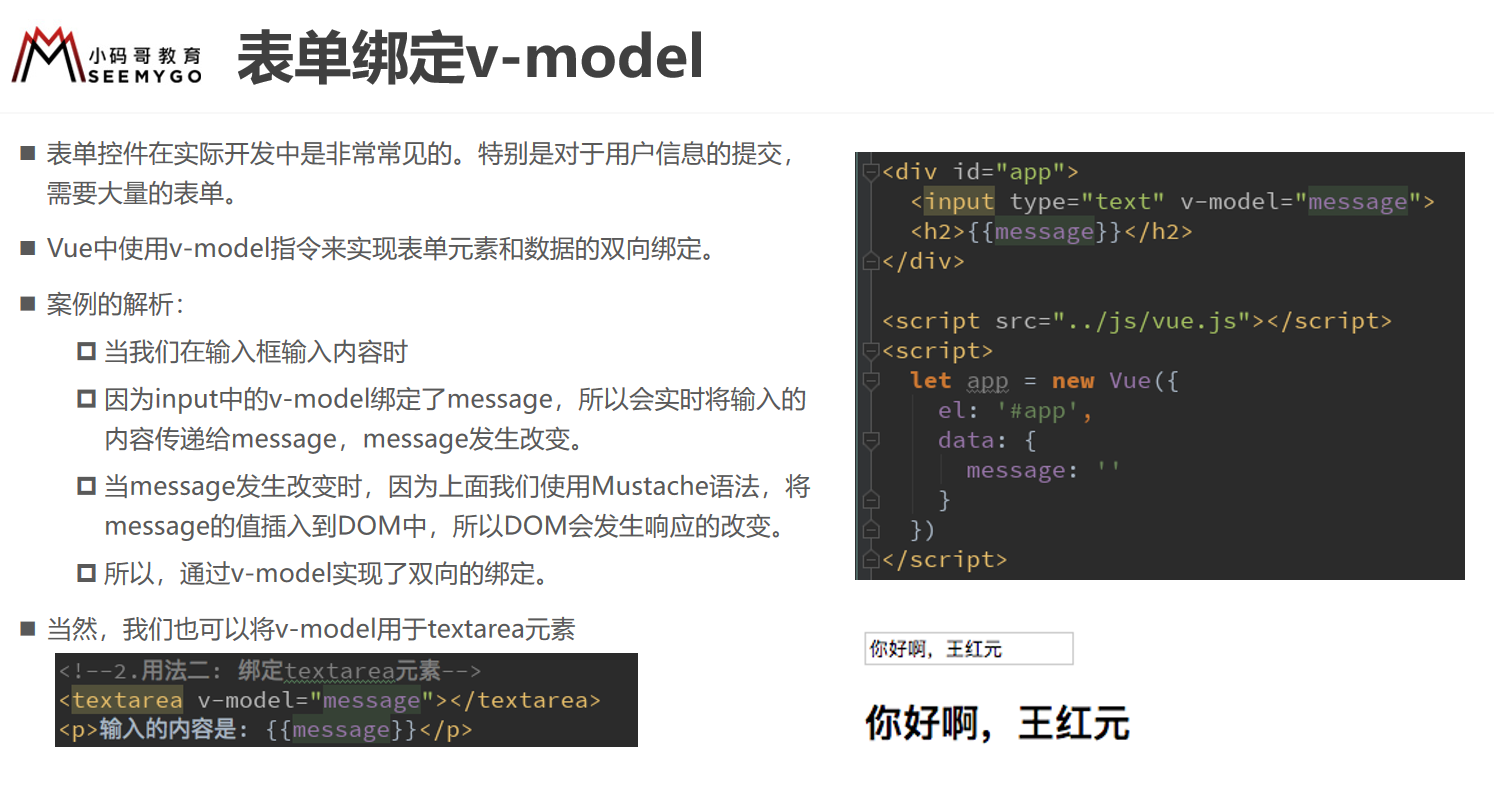 小码哥教育
SEEMYGO
表单绑定v-model
表单控件在实际开发中是非常常见的。特别是对于用户信息的提交，
需要大量的表单。
Vue中使用v-model指令来实现表单元素和数据的双向绑定。
案例的解析：
当我们在输入框输入内容时
因为input中的v-model绑定了message，所以会实时将输入的
内容传递给message，message发生改变。
当message发生改变时，因为上面我们使用Mustache语法，将
message的值插入到DOM中，所以DOM会发生响应的改变。
所以，通过v-model实现了双向的绑定。
当然，我们也可以将v-model用于textarea元素
<!--2.用法二：绑定textarea元素-->
<textarea v-model="message"></textarea>
<p>输入的内容是：{{message}}</p>
<div id="app">
<input type="text" v-model="message">
<h2>{{message}}</h2>
</div>
<script src="../js/vue.js"></script>
<script>
let app = new Vue({
el: '#app',
data: {
message: ''
}
})
</script>
你好啊，王红元
你好啊，王红元